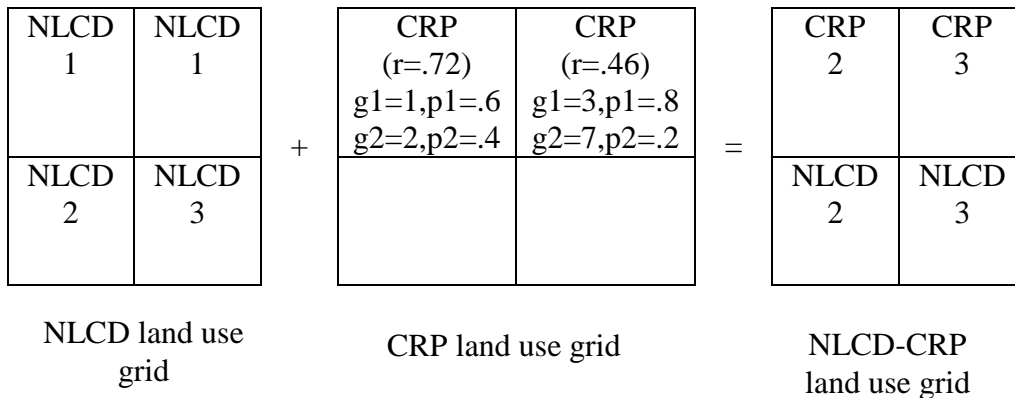 NLCD
1
NLCD
1
NLCD
2
NLCD
3
+
CRP
(r=.72)
g1=1,p1=.6
g2=2,p2=.4
CRP
(r=.46)
g1=3,p1=.8
g2=7,p2=.2
=
CRP
2
CRP
3
NLCD
2
NLCD
3
NLCD land use
grid
CRP land use grid
NLCD-CRP
land use grid